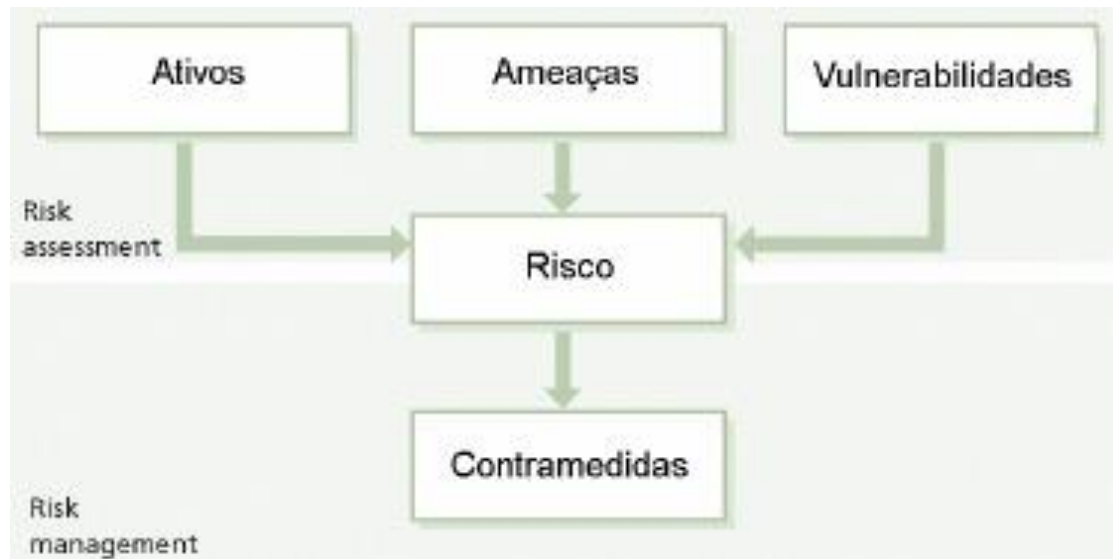 Ativos
Ameaças
Vulnerabilidades
Risk
assessment
Risco
Contramedidas
Risk
management